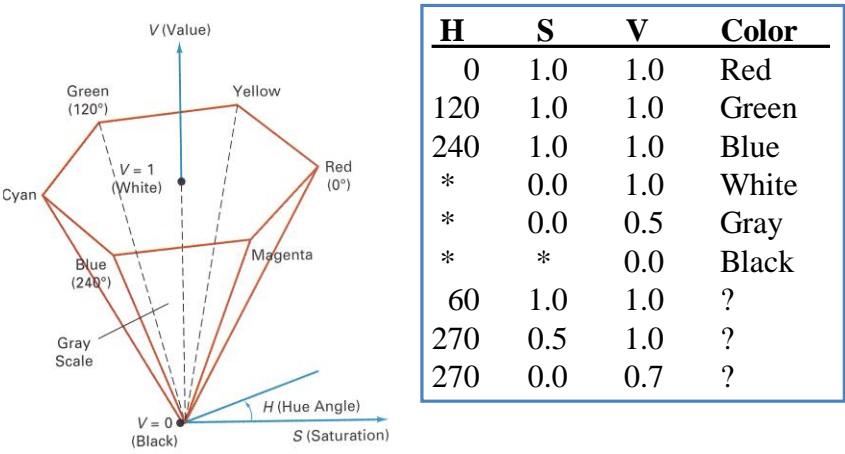 V (Value)
Green
(120°)
Yellow
V = 1
(White)
Red
(0°)
Cyan
Magenta
Blue
(240°)
Gray
Scale
H (Hue Angle)
V = 0
(Black)
S (Saturation)
H S V Color
0 1.0 1.0 Red
120 1.0 1.0 Green
240 1.0 1.0 Blue
* 0.0 1.0 White
* 0.0 0.5 Gray
* * 0.0 Black
60 1.0 1.0 ?
270 0.5 1.0 ?
270 0.0 0.7 ?